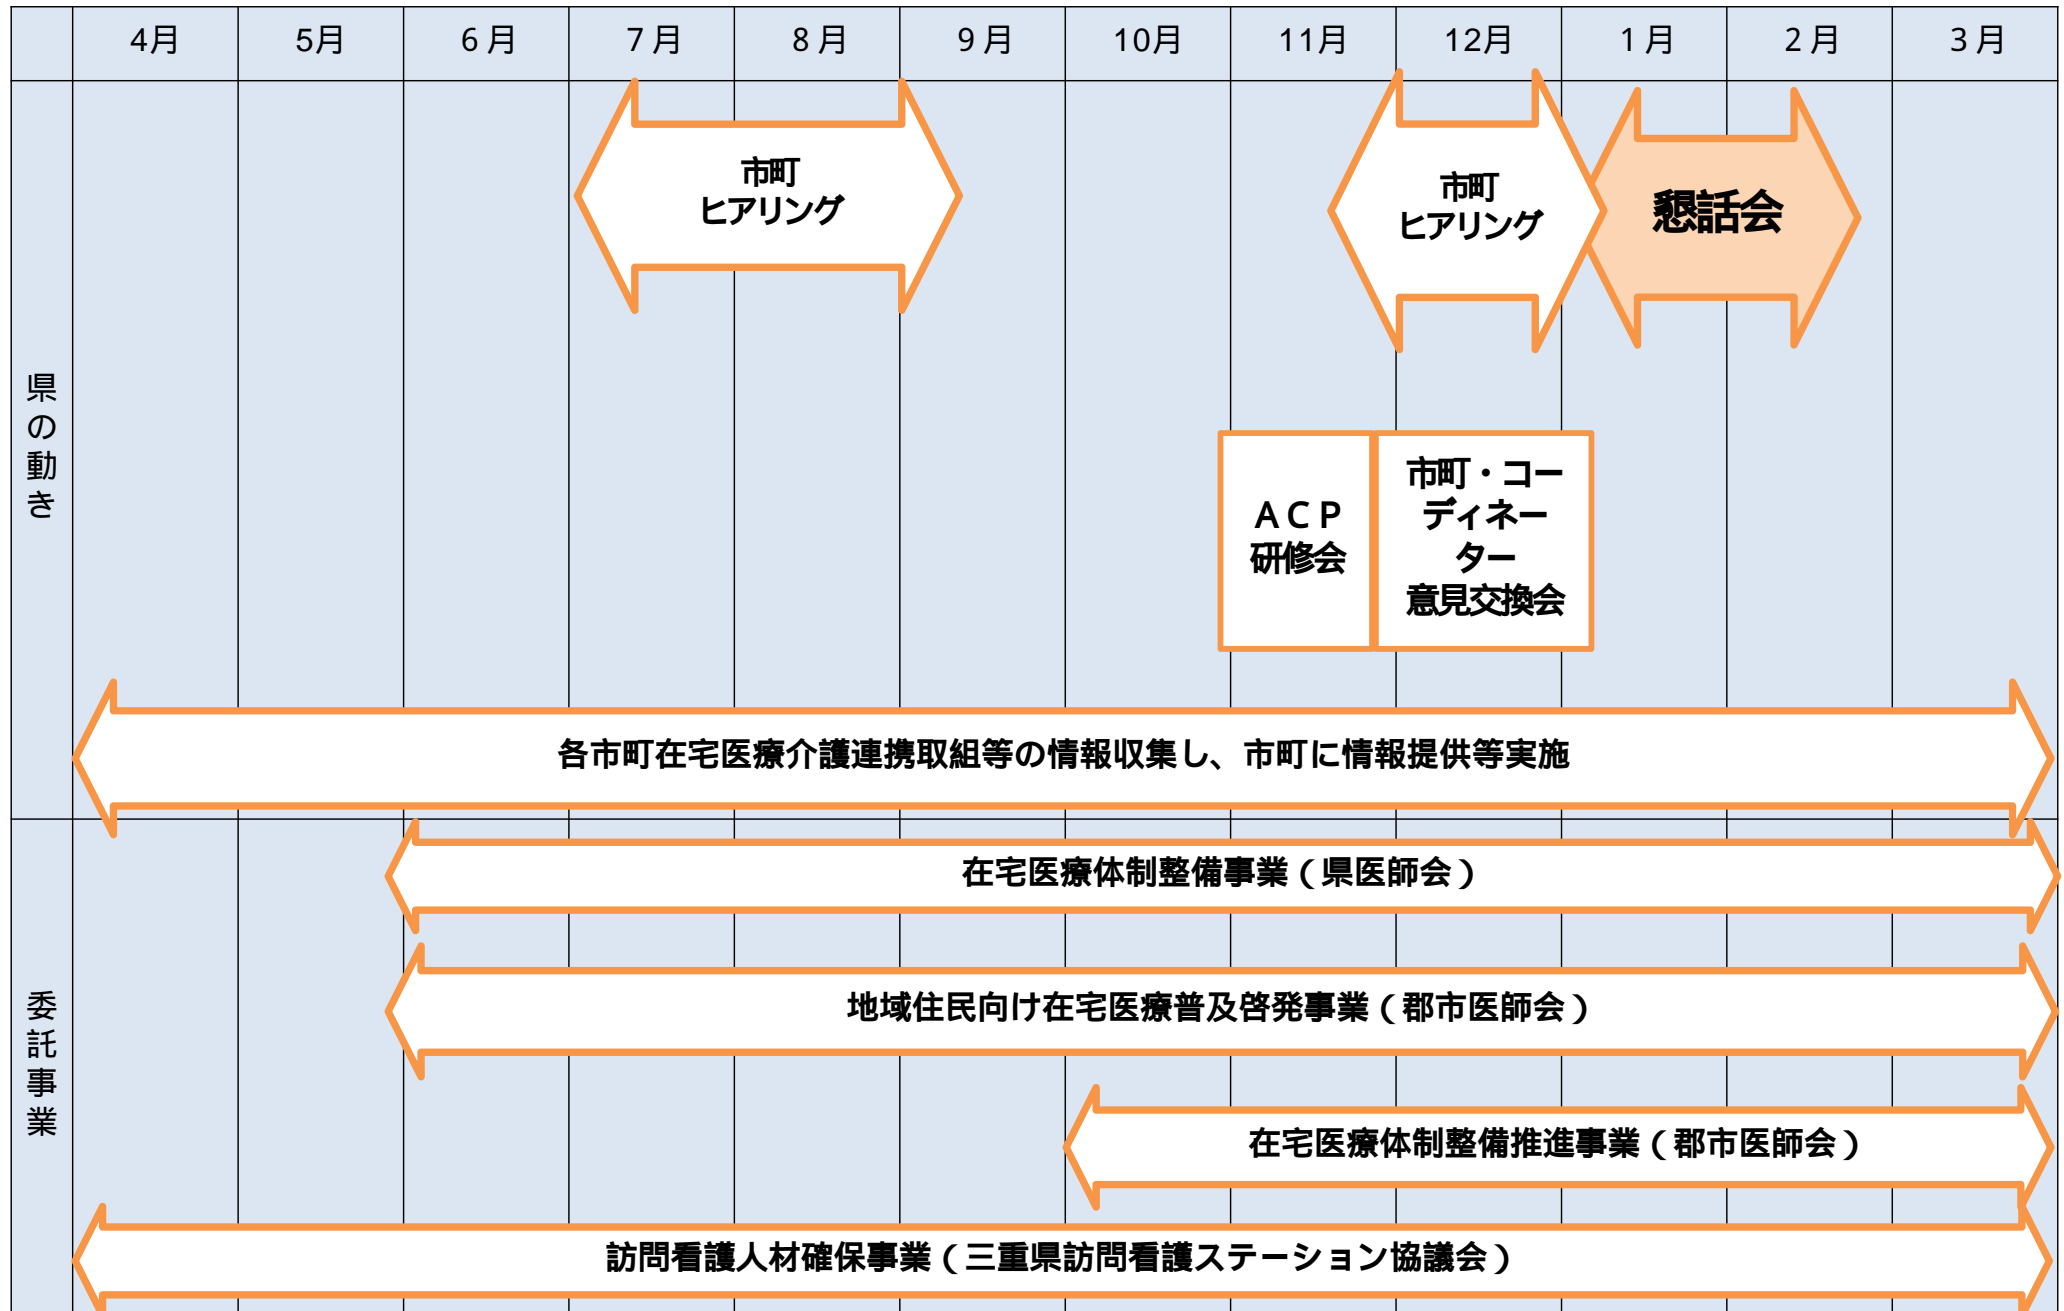 4月 5月 6月 7月 8月 9月 10月 11月 12月 1月 2月 3月
県の動き
市町
ヒアリング
市町
ヒアリング
懇話会
ACP
研修会
市町・コー
ディネー
ター
意見交換会
各市町在宅医療介護連携取組等の情報収集し、市町に情報提供等実施
委託事業
在宅医療体制整備事業(県医師会)
地域住民向け在宅医療普及啓発事業(郡市医師会)
在宅医療体制整備推進事業(郡市医師会)
訪問看護人材確保事業(三重県訪問看護ステーション協議会)